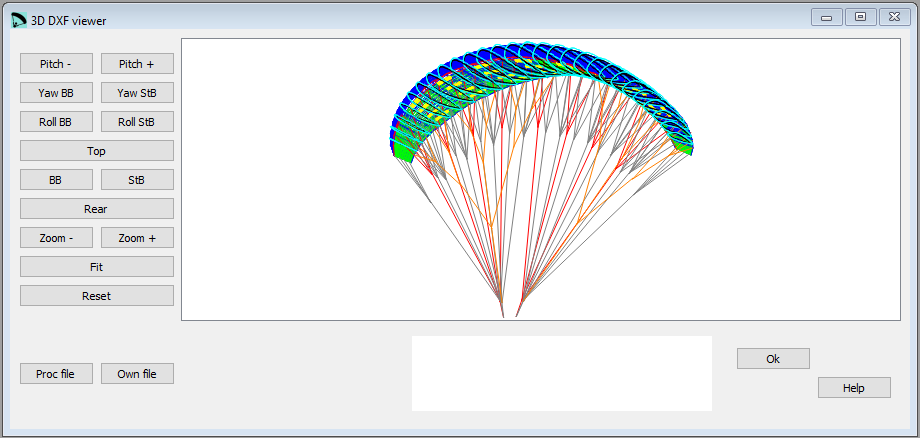 3D DXF viewer
Pitch - Pitch +
Yaw BB Yaw StB
Roll BB Roll StB
Top
BB StB
Rear
Zoom - Zoom +
Fit
Reset
Proc file Own file
Ok
Help